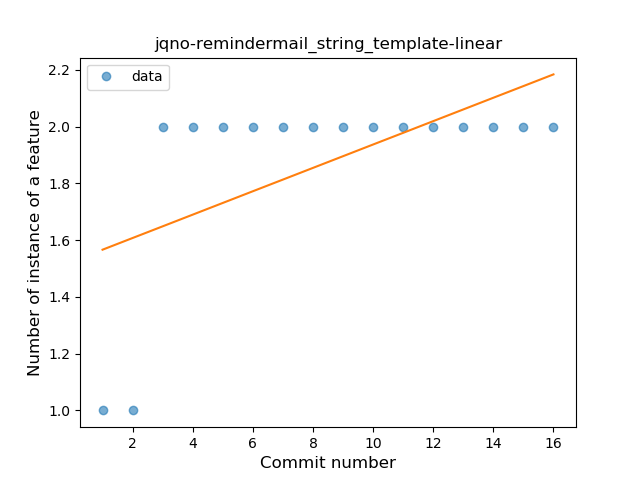 jqno-remindermail_string_template-linear
data
Number of instance of a feature
2.2
2.0
1.8
1.6
1.4
1.2
1.0
2 4 6 8 10 12 14 16
Commit number